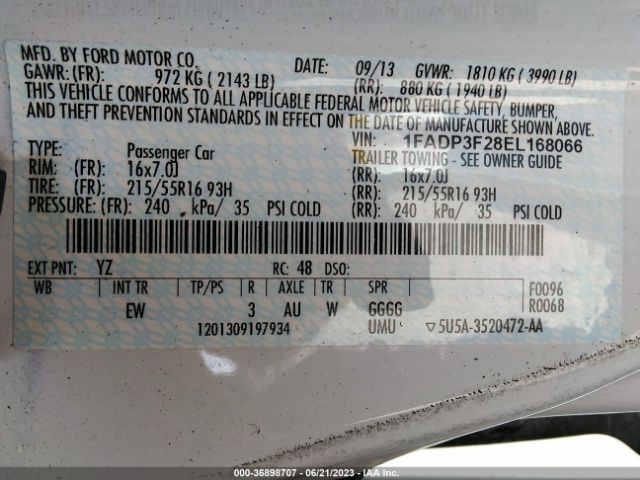 MFD. BY FORD MOTOR CO. DATE: 09/13 GVWR: 1810 KG ( 3990 LB)
GAWR: (FR): 972 KG ( 2143 LB) (RR): 880 KG ( 1940 LB)
THIS VEHICLE CONFORMS TO ALL APPLICABLE FEDERAL MOTOR VEHICLE SAFETY, BUMPER,
AND THEFT PREVENTION STANDARDS IN EFFECT ON THE DATE OF MANUFACTURE SHOWN ABOVE.
VIN: 1FADP3F28EL168066
TYPE: Passenger Car TRAILER TOWING - SEE OWNER GUIDE
RIM: (FR): 16x7.0J (RR): 16x7.0J
TIRE: (FR): 215/55R16 93H (RR): 215/55R16 93H
PRESSURE: (FR): 240 kPa/ 35 PSI COLD (RR): 240 kPa/ 35 PSI COLD
EXT PNT: YZ RC: 48 DSO:
WB INT TR TP/PS R AXLE TR SPR F0096
EW 3 AU W GGGG R0068
1201309197934 UMU ▽5U5A-3520472-AA
000-36898707 - 06/21/2023 - IAA Inc.